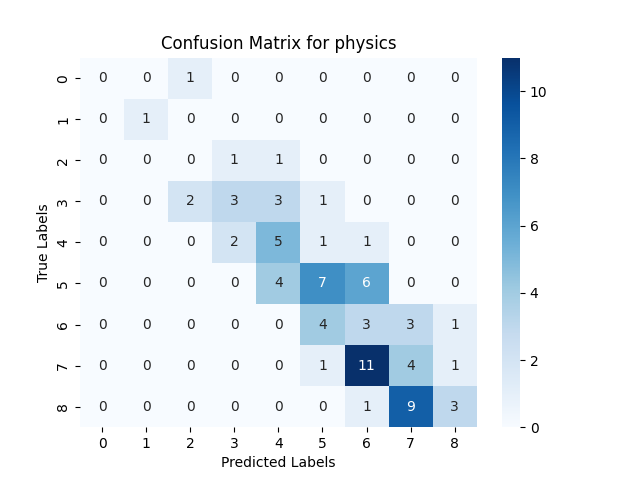 Confusion Matrix for physics
0 0 0 1 0 0 0 0 0 0
1 0 1 0 0 0 0 0 0 0
2 0 0 0 1 1 0 0 0 0
3 0 0 2 3 3 1 0 0 0
4 0 0 0 2 5 1 1 0 0
5 0 0 0 0 4 7 6 0 0
6 0 0 0 0 0 4 3 3 1
7 0 0 0 0 0 1 11 4 1
8 0 0 0 0 0 0 1 9 3
0 1 2 3 4 5 6 7 8
Predicted Labels
True Labels
10
8
6
4
2
0